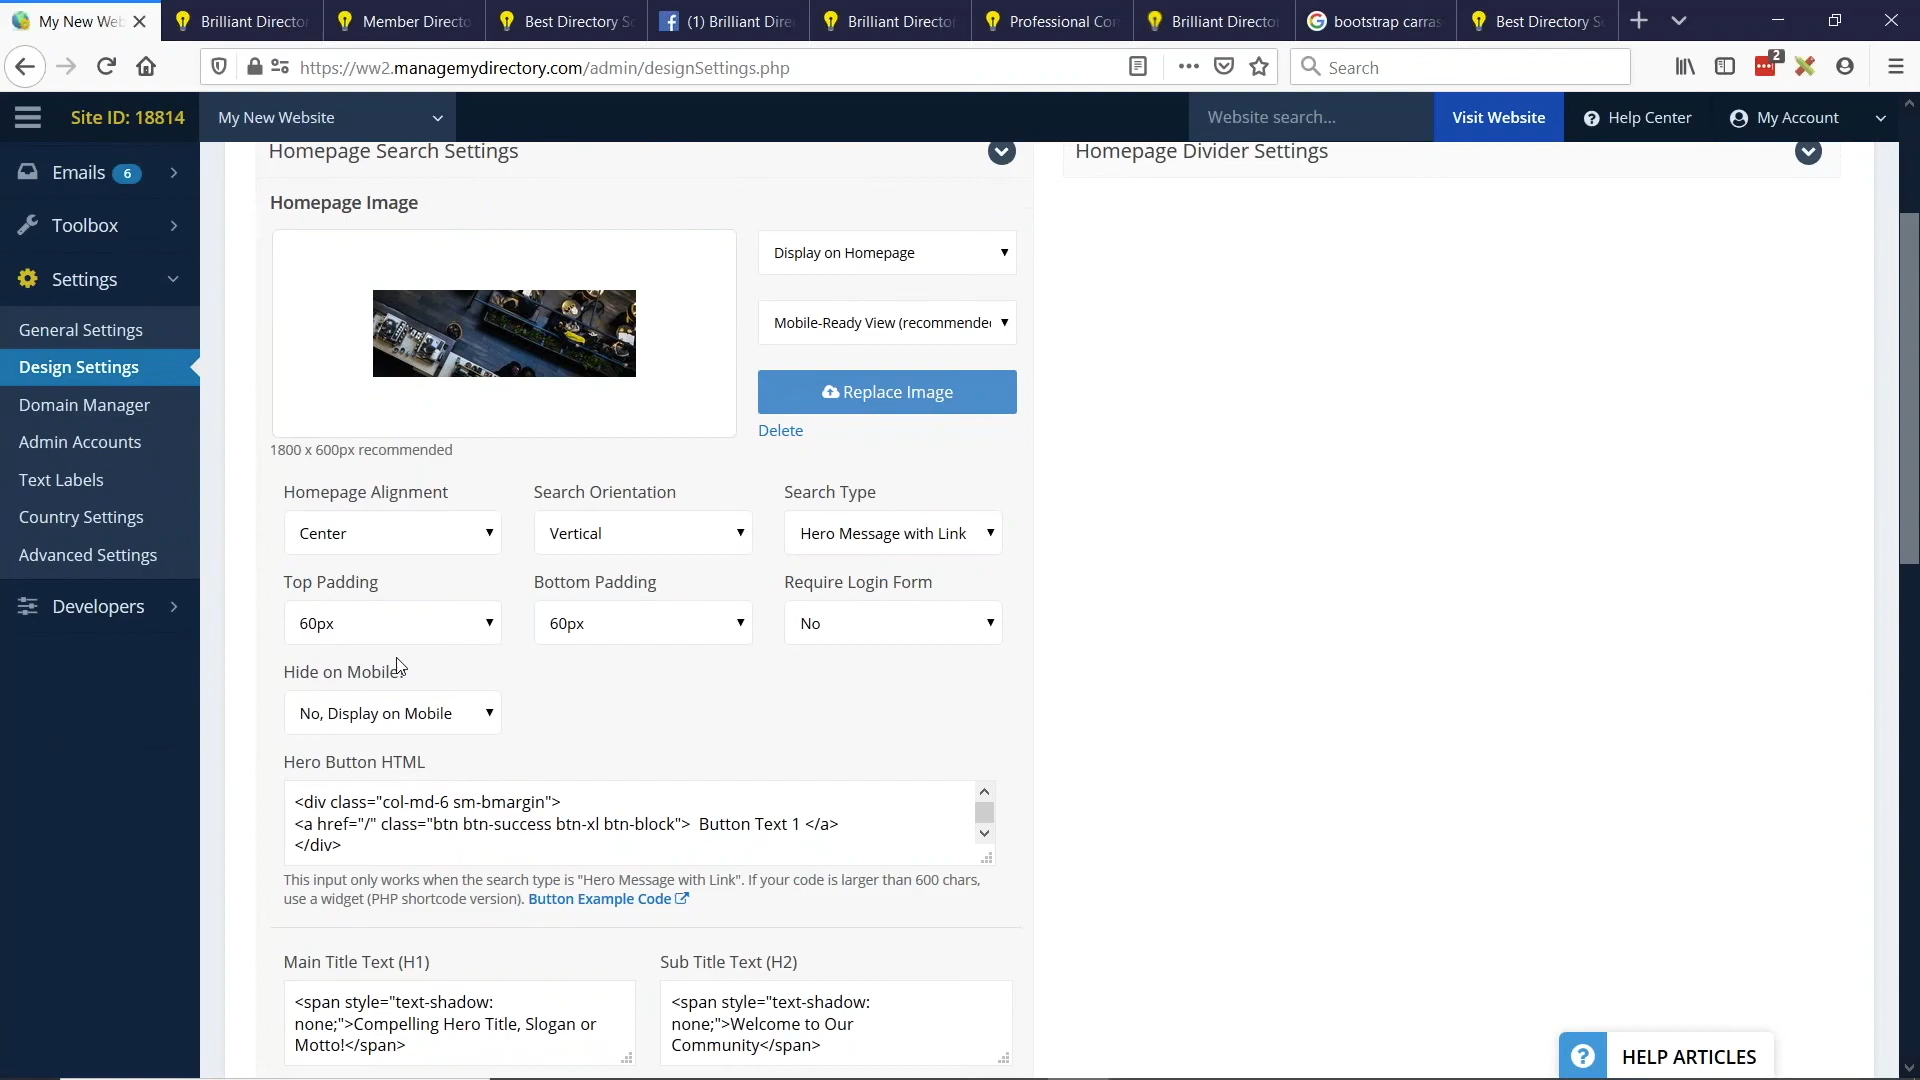 My New Web
Brilliant Director
Member Directo
Best Directory So
(1) Brilliant Dire
Brilliant Directo
Professional Con
Brilliant Director
bootstrap carras
Best Directory S
https://ww2.managemydirectory.com/admin/designSettings.php
Search
2
Site ID: 18814
My New Website
Website search...
Visit Website
Help Center
My Account
Emails 6
Toolbox
Settings
General Settings
Design Settings
Domain Manager
Admin Accounts
Text Labels
Country Settings
Advanced Settings
Developers
Homepage Search Settings
Homepage Divider Settings
Homepage Image
Display on Homepage
Mobile-Ready View (recommended
Replace Image
Delete
1800 x 600px recommended
Homepage Alignment
Search Orientation
Search Type
Center
Vertical
Hero Message with Link
Top Padding
Bottom Padding
Require Login Form
60px
60px
No
Hide on Mobile
No, Display on Mobile
Hero Button HTML
<div class="col-md-6 sm-bmargin">
<a href="/" class="btn btn-success btn-xl btn-block">  Button Text 1 </a>
</div>
This input only works when the search type is "Hero Message with Link". If your code is larger than 600 chars,
use a widget (PHP shortcode version). Button Example Code
Main Title Text (H1)
Sub Title Text (H2)
<span style="text-shadow:
none;">Compelling Hero Title, Slogan or
Motto!</span>
<span style="text-shadow:
none;">Welcome to Our
Community</span>
HELP ARTICLES